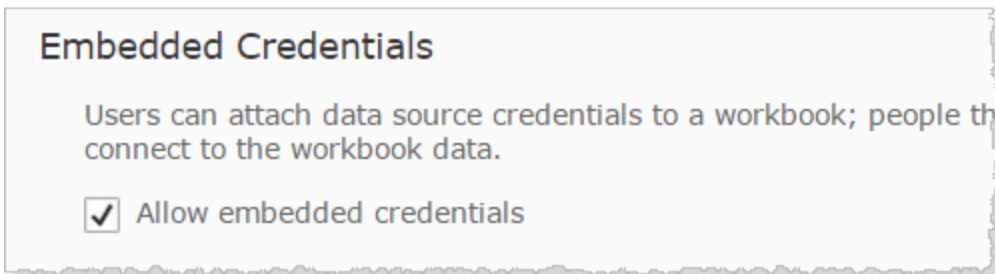 Embedded Credentials
Users can attach data source credentials to a workbook; people th
connect to the workbook data.
Allow embedded credentials